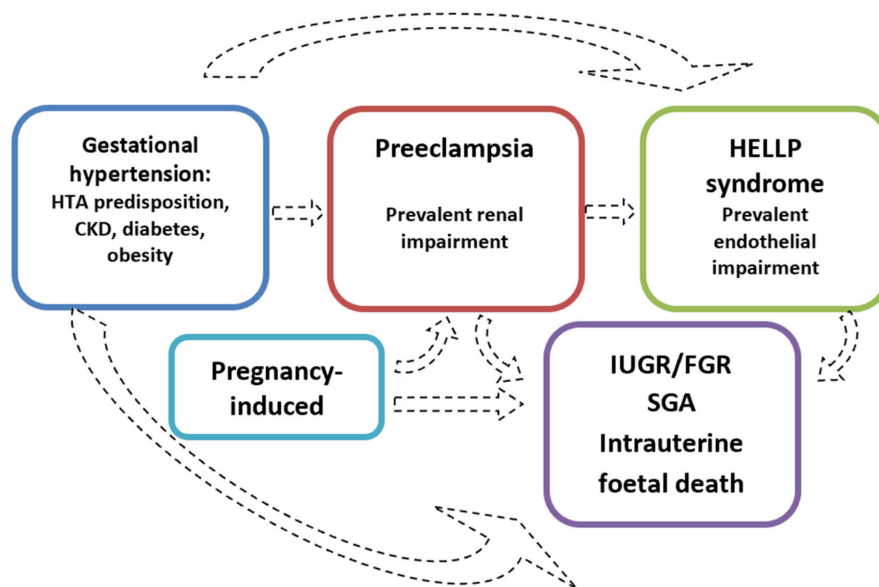 Gestational
hypertension:
HTA predisposition,
CKD, diabetes,
obesity
Preeclampsia
Prevalent renal
impairment
HELLP
syndrome
Prevalent
endothelial
impairment
Pregnancy-
induced
IUGR/FGR
SGA
Intrauterine
foetal death